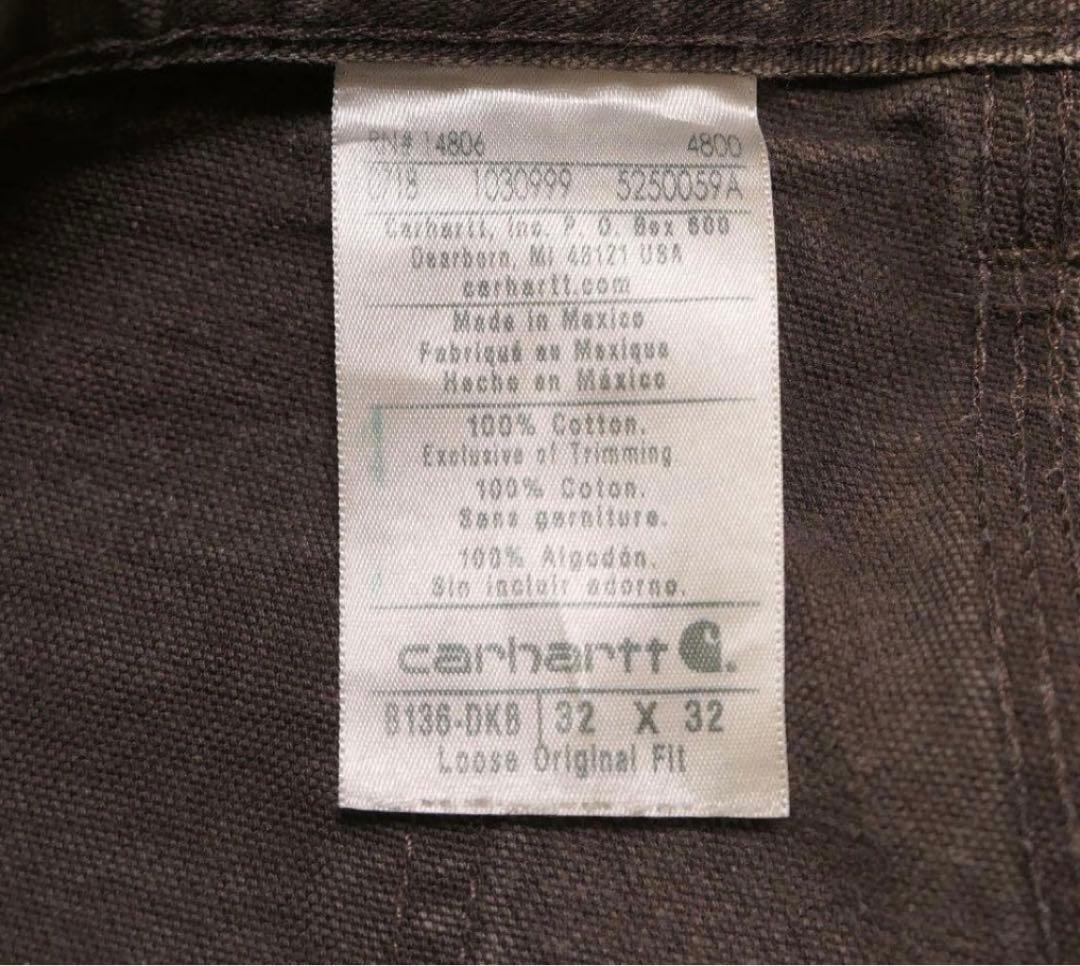 RN# 14806 4800
0718 1030999 5250059A
Carhartt, Inc. P. O. Box 600
Dearborn, MI 48121 USA
carhartt.com
Made in Mexico
Fabriqué au Mexique
Hecho en México
100% Cotton.
Exclusive of Trimming
100% Coton.
Sans garniture.
100% Algodón.
Sin incluir adorno.
carhartt
B136-DKB 32 X 32
Loose Original Fit